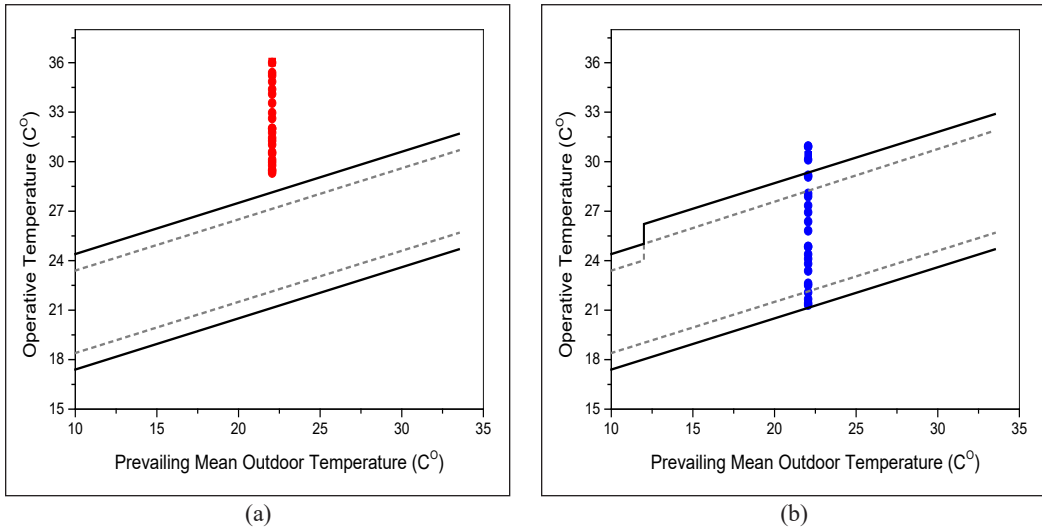 36
33
30
27
24
21
18
15
Operative Temperature (C^O)
10 15 20 25 30 35
Prevailing Mean Outdoor Temperature (C^O)
(a)
36
33
30
27
24
21
18
15
Operative Temperature (C^O)
10 15 20 25 30 35
Prevailing Mean Outdoor Temperature (C^O)
(b)